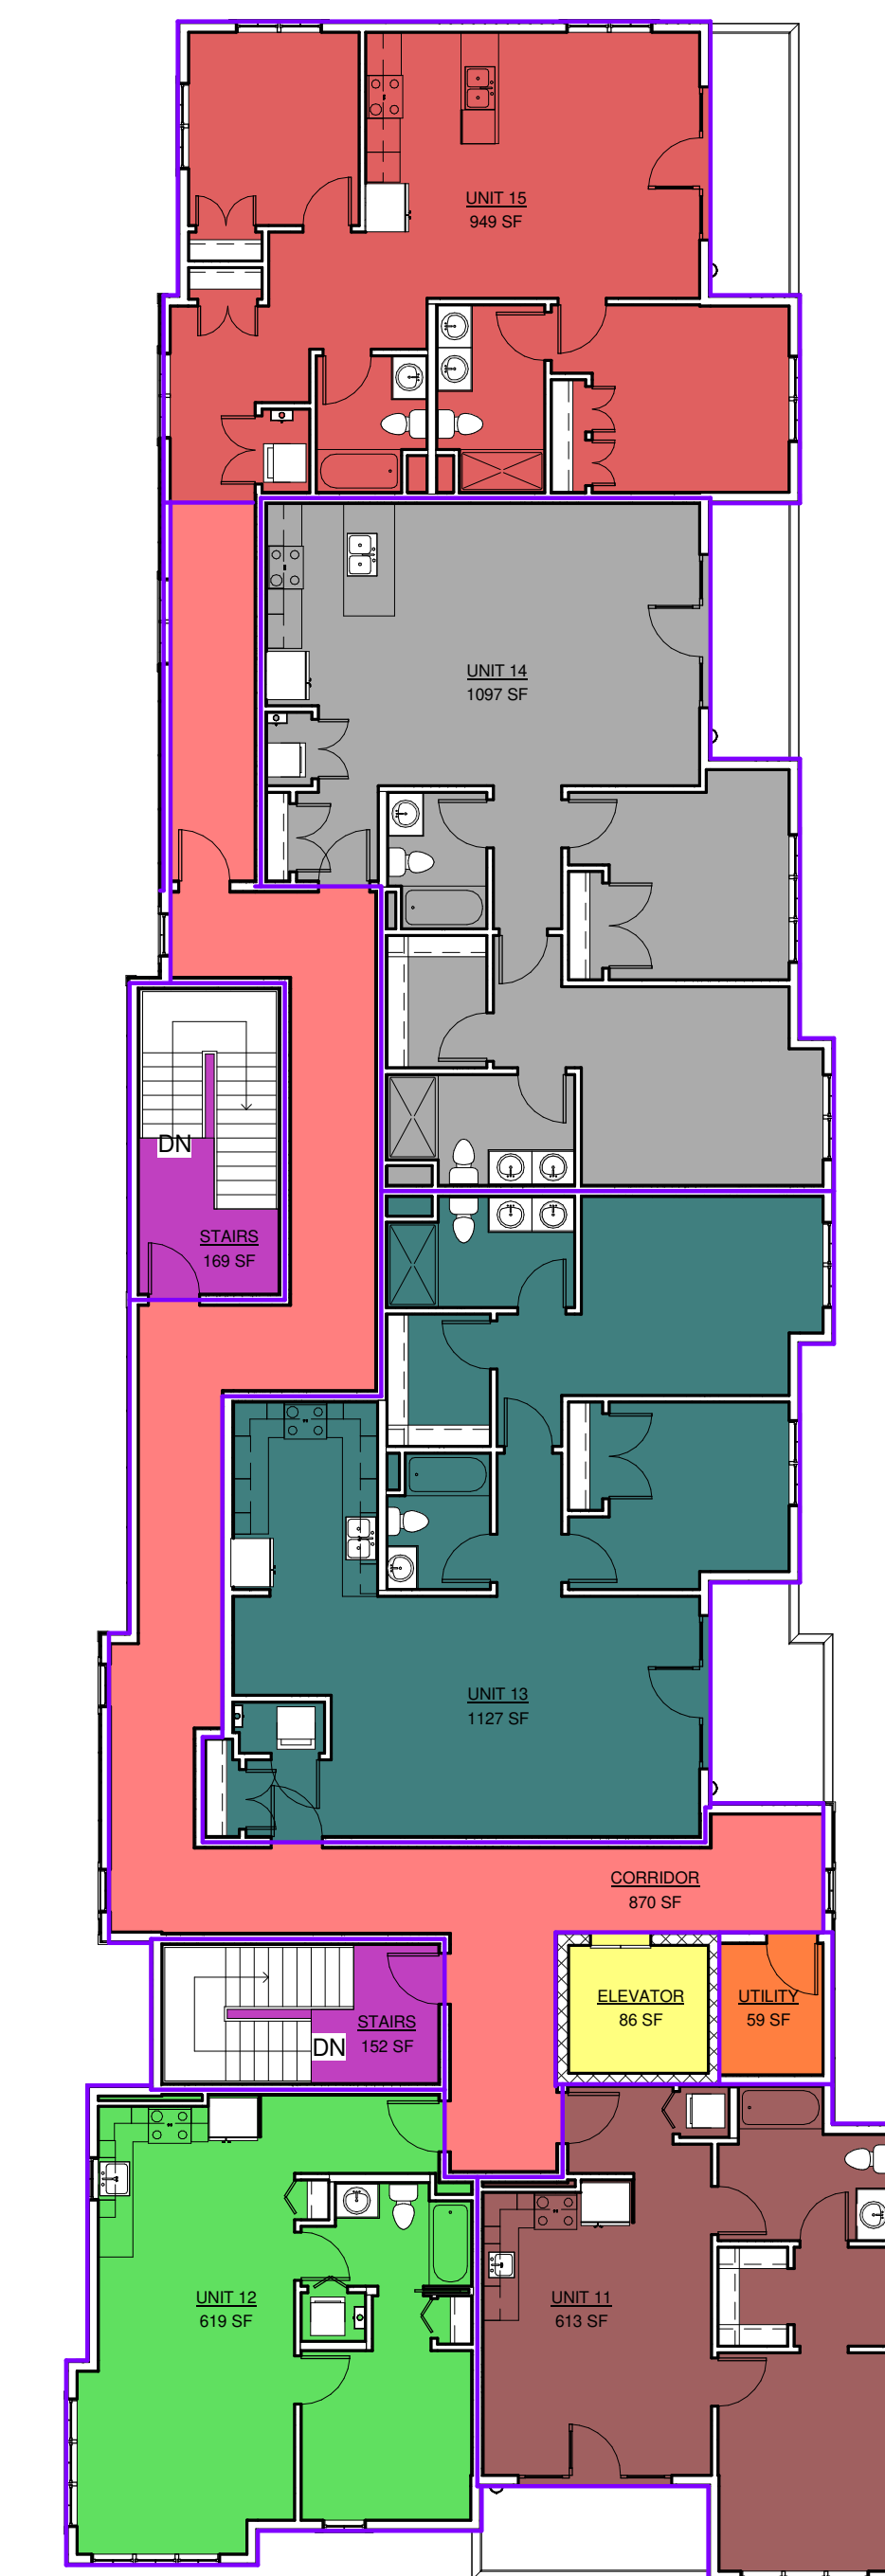 UNIT 15
949 SF
UNIT 14
1097 SF
DN
STAIRS
169 SF
UNIT 13
1127 SF
CORRIDOR
870 SF
ELEVATOR
86 SF
UTILITY
59 SF
STAIRS
152 SF
DN
UNIT 12
619 SF
UNIT 11
613 SF